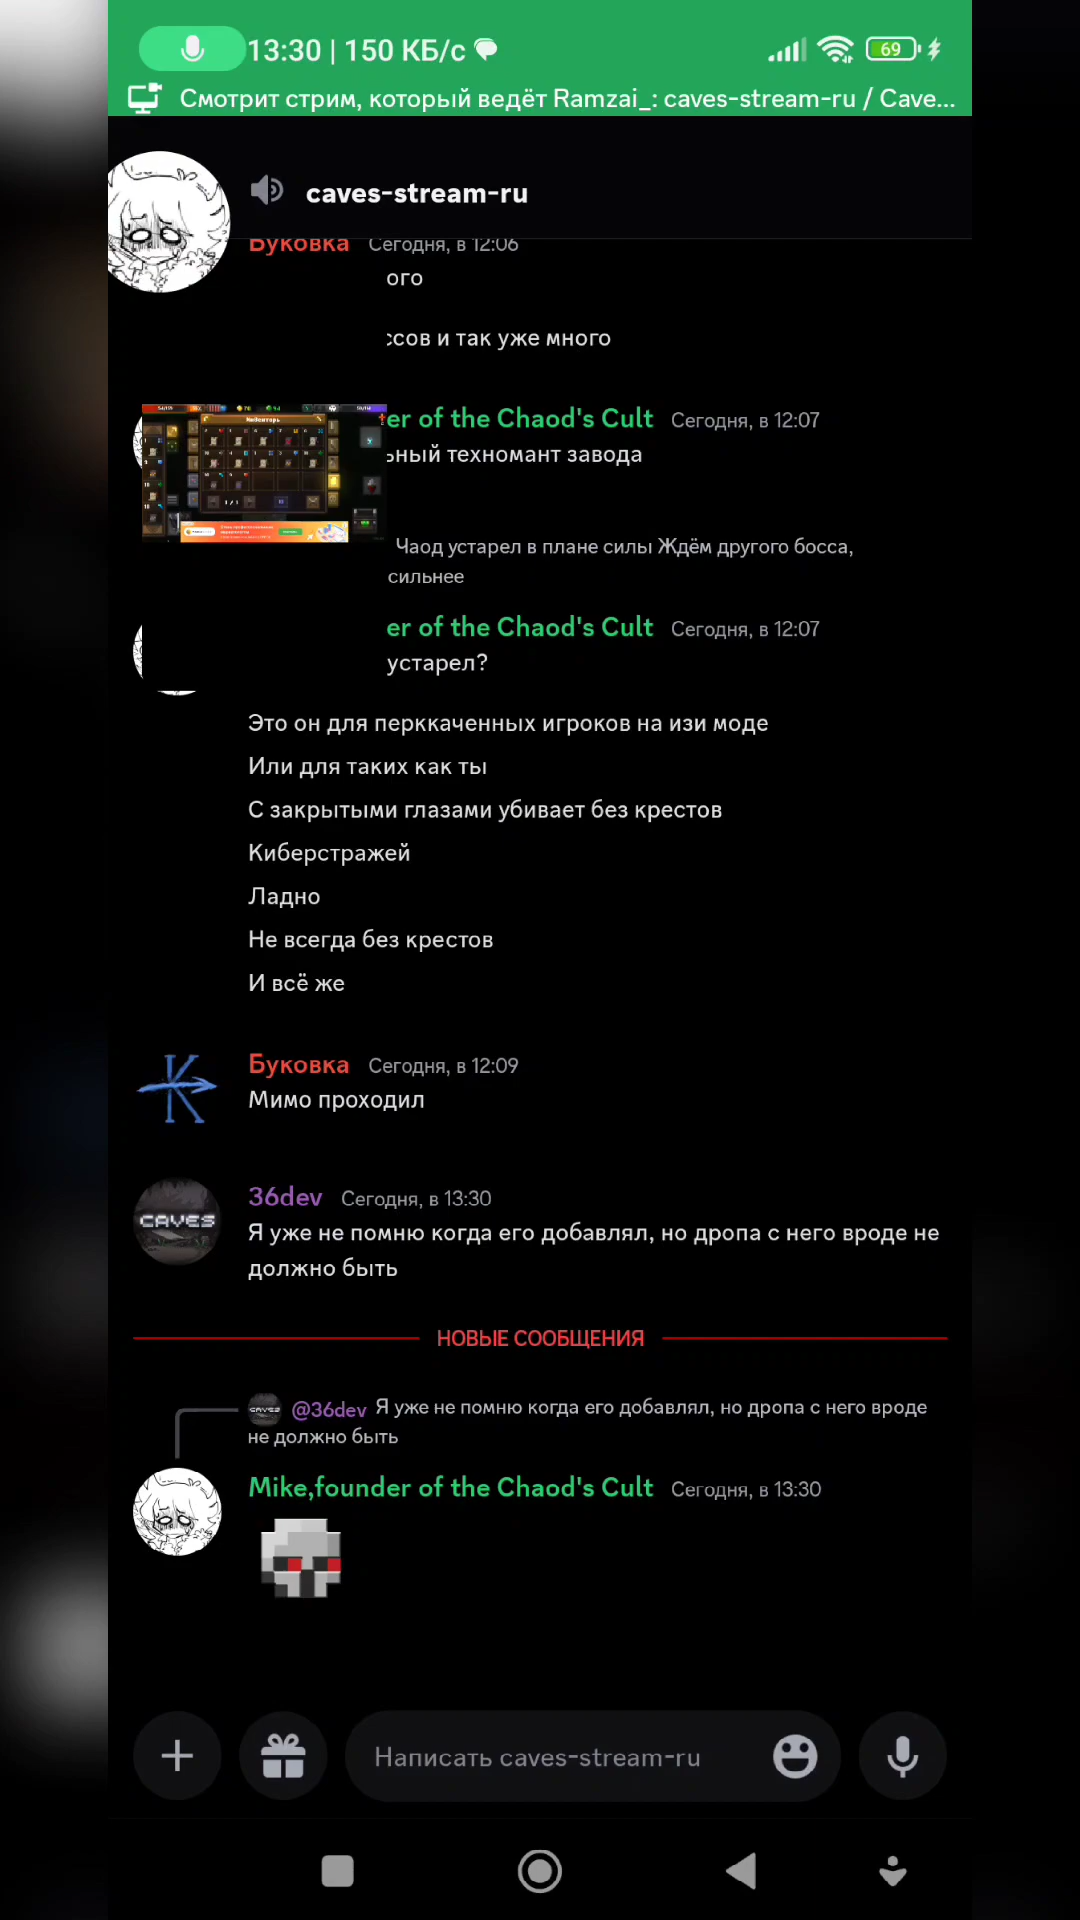 13:30 | 150 КБ/с
69
Смотрит стрим, который ведёт Ramzai_: caves-stream-ru / Cave...
caves-stream-ru
Буковка Сегодня, в 12:06
ого
ссов и так уже много
er of the Chaod's Cult Сегодня, в 12:07
ьный техномант завода
Инвентарь
Чаод устарел в плане силы Ждём другого босса,
сильнее
er of the Chaod's Cult Сегодня, в 12:07
устарел?
Это он для перккаченных игроков на изи моде
Или для таких как ты
С закрытыми глазами убивает без крестов
Киберстражей
Ладно
Не всегда без крестов
И всё же
Буковка Сегодня, в 12:09
Мимо проходил
36dev Сегодня, в 13:30
CAVES
Я уже не помню когда его добавлял, но дропа с него вроде не
должно быть
НОВЫЕ СООБЩЕНИЯ
@36dev Я уже не помню когда его добавлял, но дропа с него вроде
не должно быть
Mike,founder of the Chaod's Cult Сегодня, в 13:30
Написать caves-stream-ru